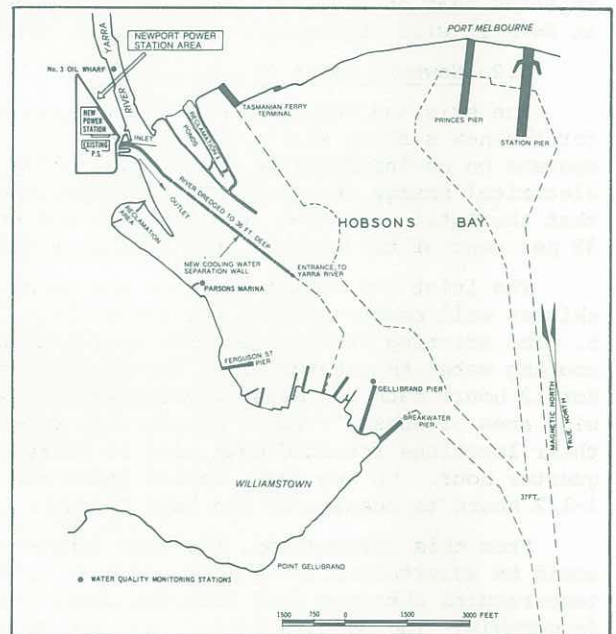 PORT MELBOURNE
NEWPORT POWER
STATION AREA
No. 3 OIL WHARF
YARRA
RIVER
TASMANIAN FERRY
TERMINAL
PRINCES PIER
STATION PIER
NEW
POWER
STATION
EXISTING
P.S.
INLET
RECLAMATION
PONDS
OUTLET
RIVER DREDGED TO 36 FT. DEEP
RECLAMATION
AREA
HOBSONS BAY
NEW COOLING WATER
SEPARATION WALL
ENTRANCE TO
YARRA RIVER
PARSONS MARINA
FERGUSON ST
PIER
GELLIBRAND PIER
BREAKWATER
PIER
MAGNETIC NORTH
TRUE NORTH
WILLIAMSTOWN
37FT.
POINT GELLIBRAND
WATER QUALITY MONITORING STATIONS
1500 750 0 1500 3000 FEET